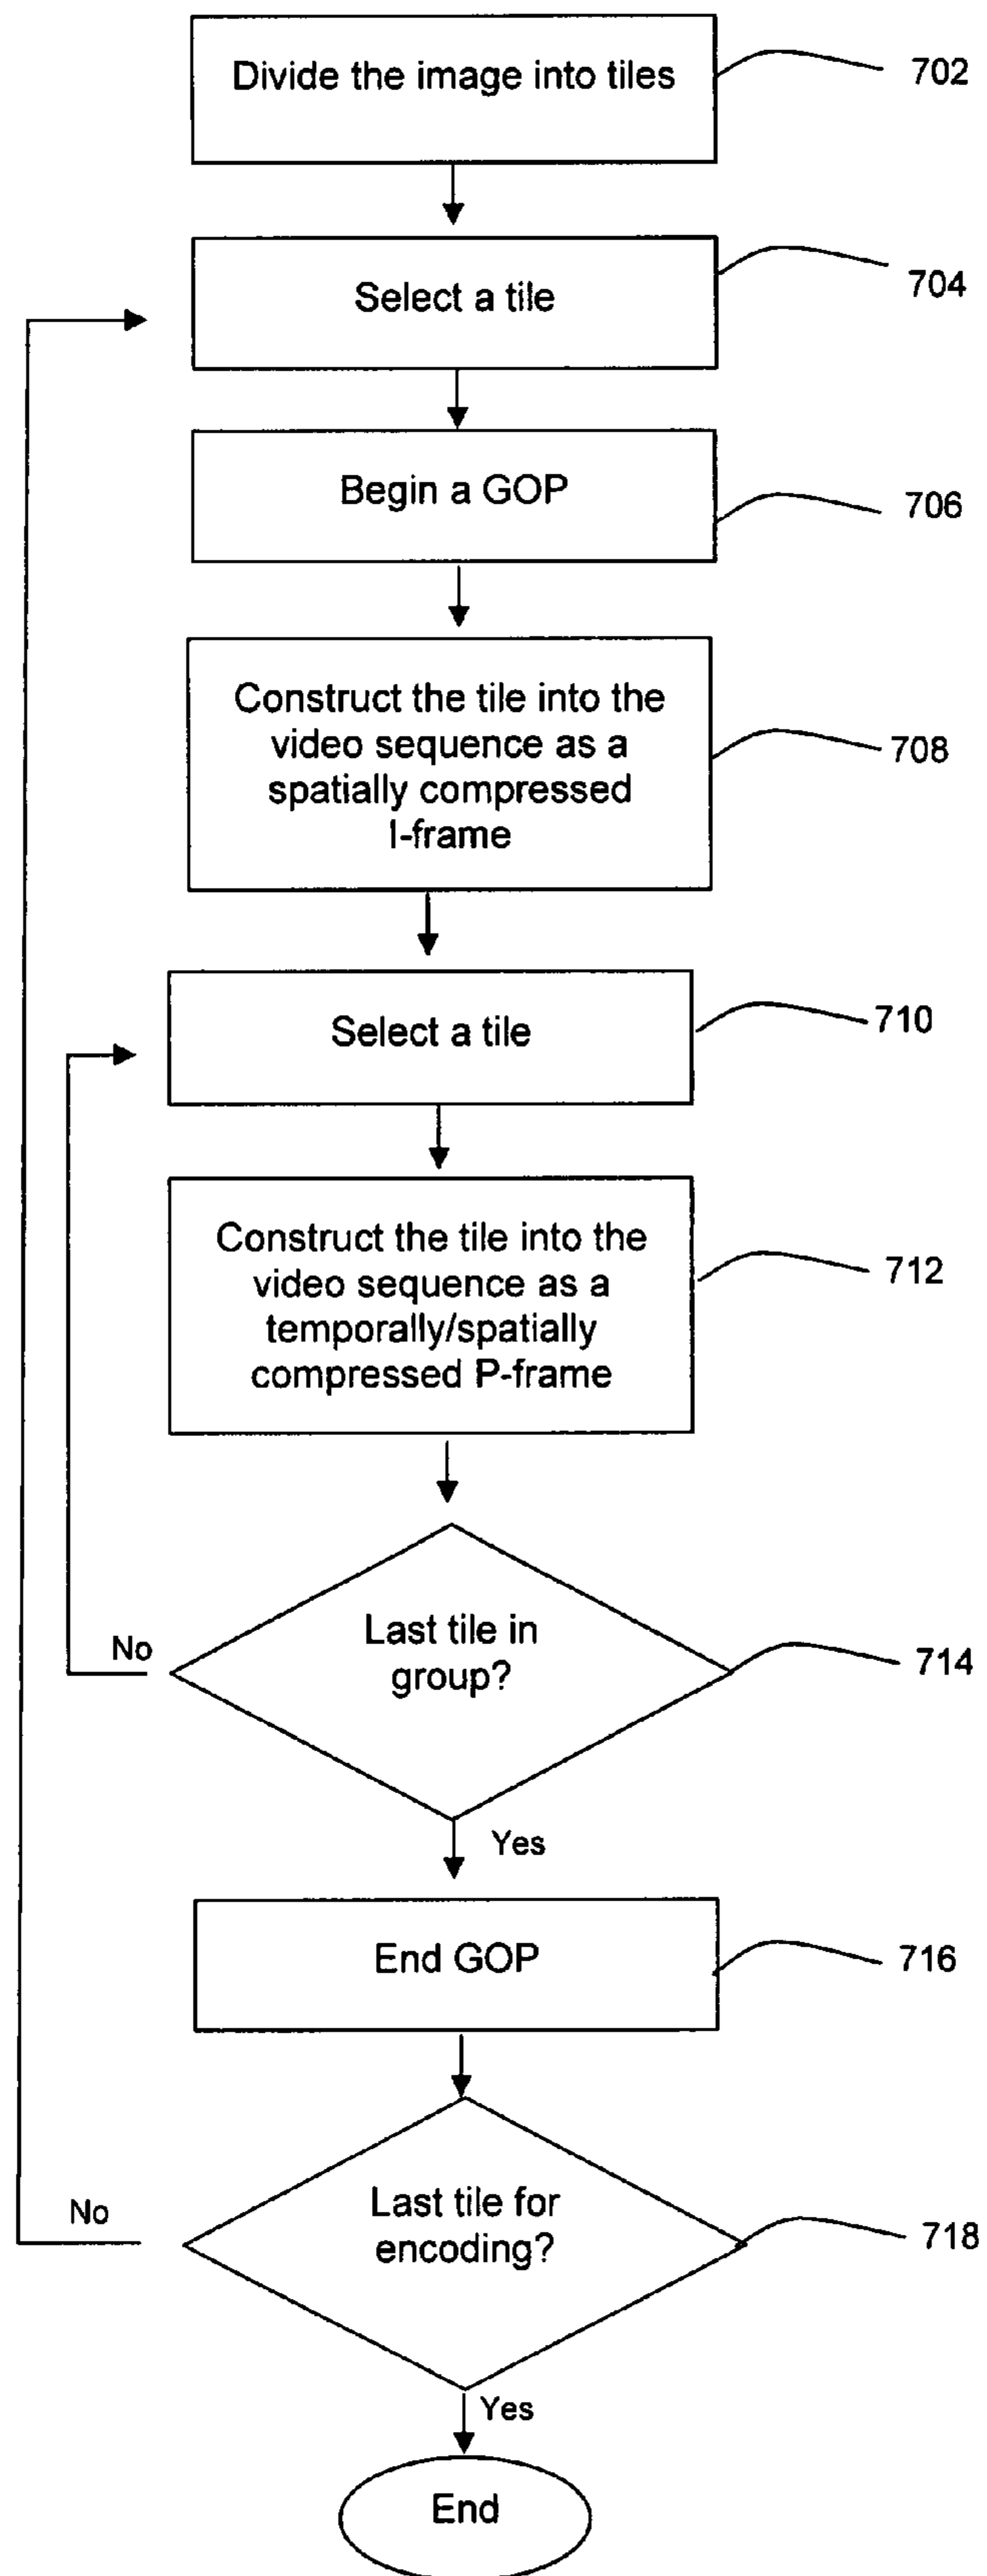 Divide the image into tiles
702
Select a tile
704
Begin a GOP
706
Construct the tile into the
video sequence as a
spatially compressed
I-frame
708
Select a tile
710
Construct the tile into the
video sequence as a
temporally/spatially
compressed P-frame
712
Last tile in
group?
714
No
Yes
End GOP
716
Last tile for
encoding?
718
No
Yes
End